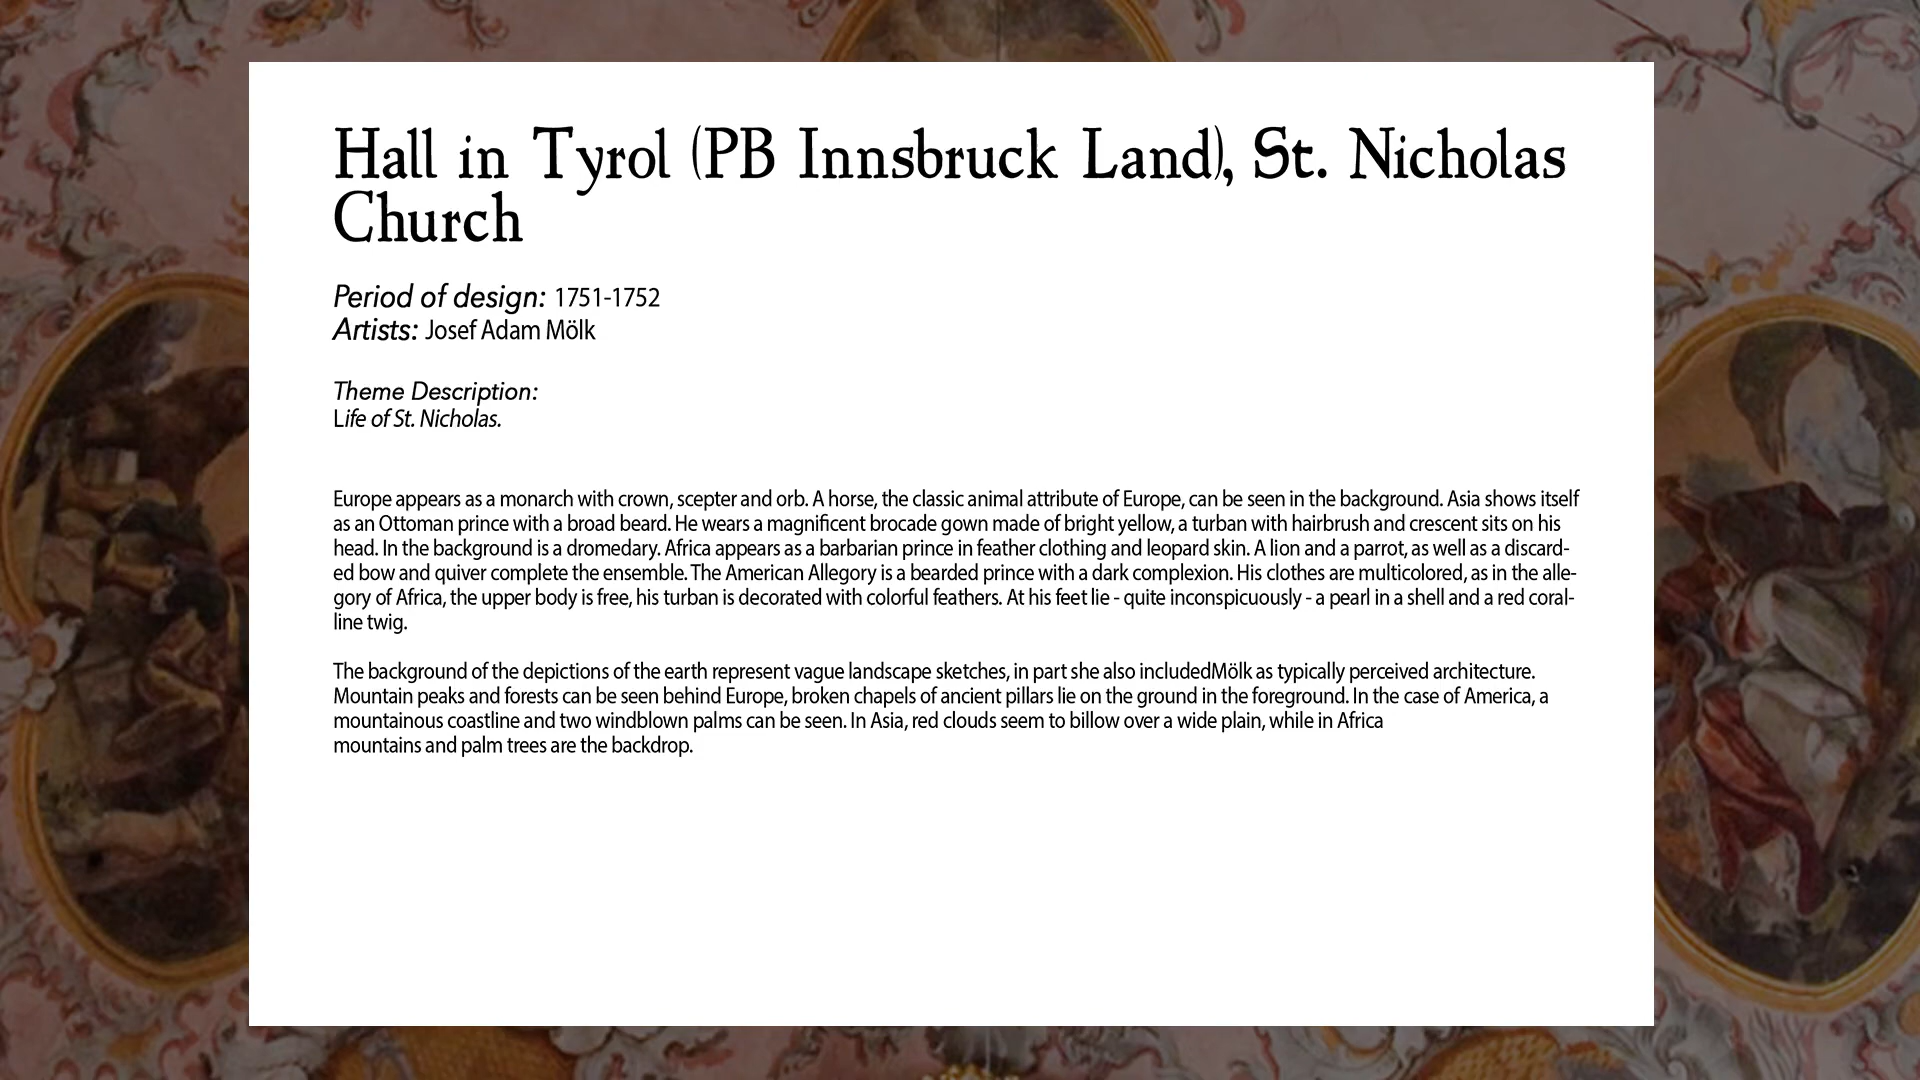 Hall in Tyrol (PB Innsbruck Land), St. Nicholas
Church
Period of design: 1751-1752
Artists: Josef Adam Mölk
Theme Description:
Life of St. Nicholas.
Europe appears as a monarch with crown, scepter and orb. A horse, the classic animal attribute of Europe, can be seen in the background. Asia shows itself
as an Ottoman prince with a broad beard. He wears a magnificent brocade gown made of bright yellow, a turban with hairbrush and crescent sits on his
head. In the background is a dromedary. Africa appears as a barbarian prince in feather clothing and leopard skin. A lion and a parrot, as well as a discard-
ed bow and quiver complete the ensemble. The American Allegory is a bearded prince with a dark complexion. His clothes are multicolored, as in the alle-
gory of Africa, the upper body is free, his turban is decorated with colorful feathers. At his feet lie - quite inconspicuously - a pearl in a shell and a red coral-
line twig.
The background of the depictions of the earth represent vague landscape sketches, in part she also includedMölk as typically perceived architecture.
Mountain peaks and forests can be seen behind Europe, broken chapels of ancient pillars lie on the ground in the foreground. In the case of America, a
mountainous coastline and two windblown palms can be seen. In Asia, red clouds seem to billow over a wide plain, while in Africa
mountains and palm trees are the backdrop.